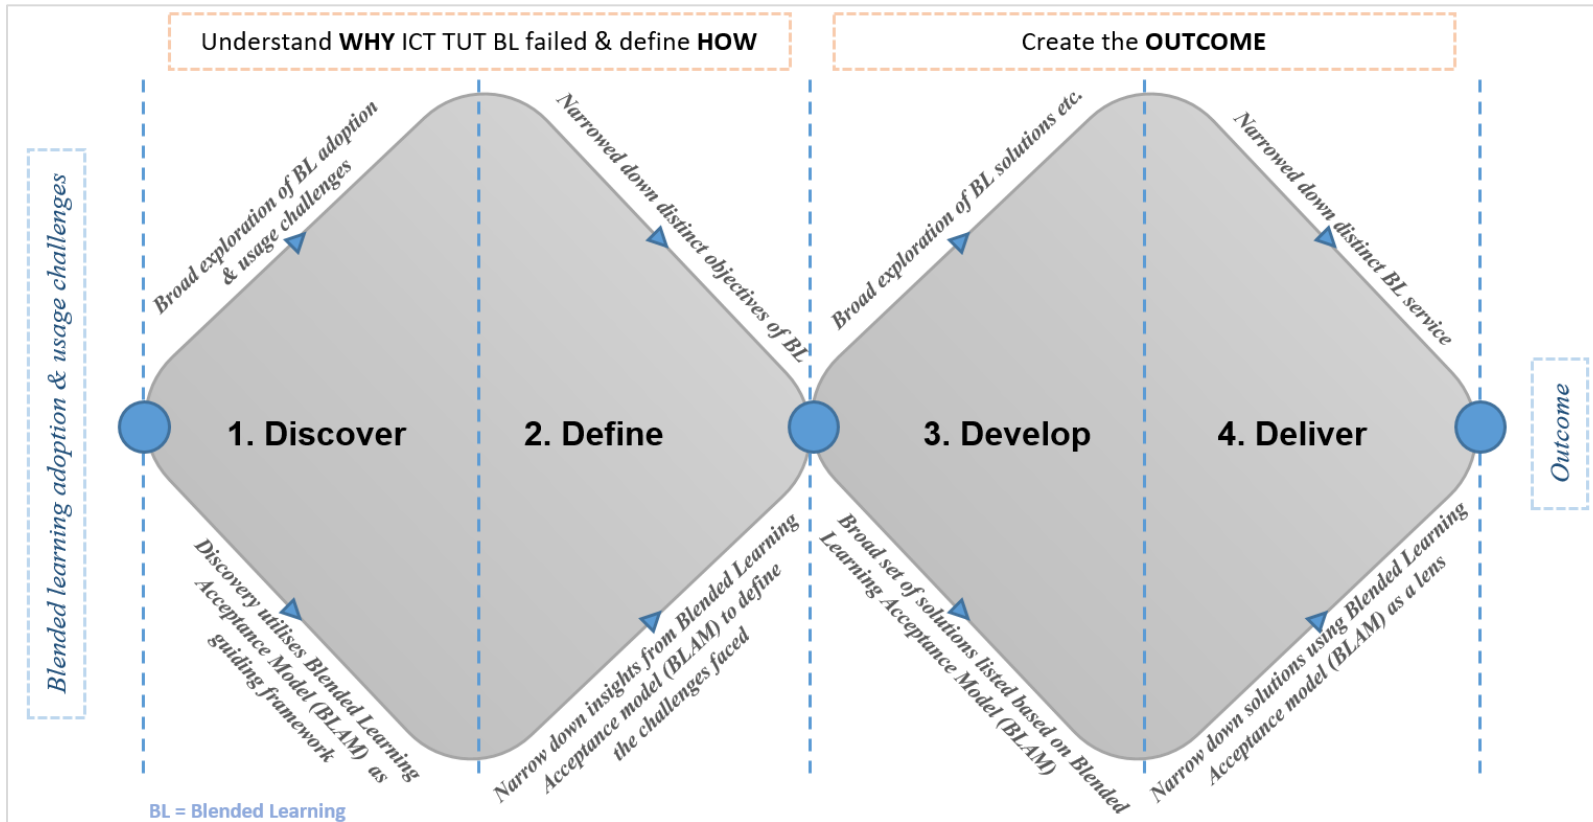 Understand WHY ICT TUT BL failed & define HOW
Create the OUTCOME
Blended learning adoption & usage challenges
Broad exploration of BL adoption
& usage challenges
Narrowed down distinct objectives of BL
Broad exploration of BL solutions etc.
Narrowed down distinct BL service
1. Discover
2. Define
3. Develop
4. Deliver
Outcome
Discovery utilises Blended Learning
Acceptance Model (BLAM) as
guiding framework
Narrow down insights from Blended Learning
Acceptance model (BLAM) to define
the challenges faced
Broad set of solutions listed based on Blended
Learning Acceptance Model (BLAM)
Narrow down solutions using Blended Learning
Acceptance model (BLAM) as a lens
BL = Blended Learning